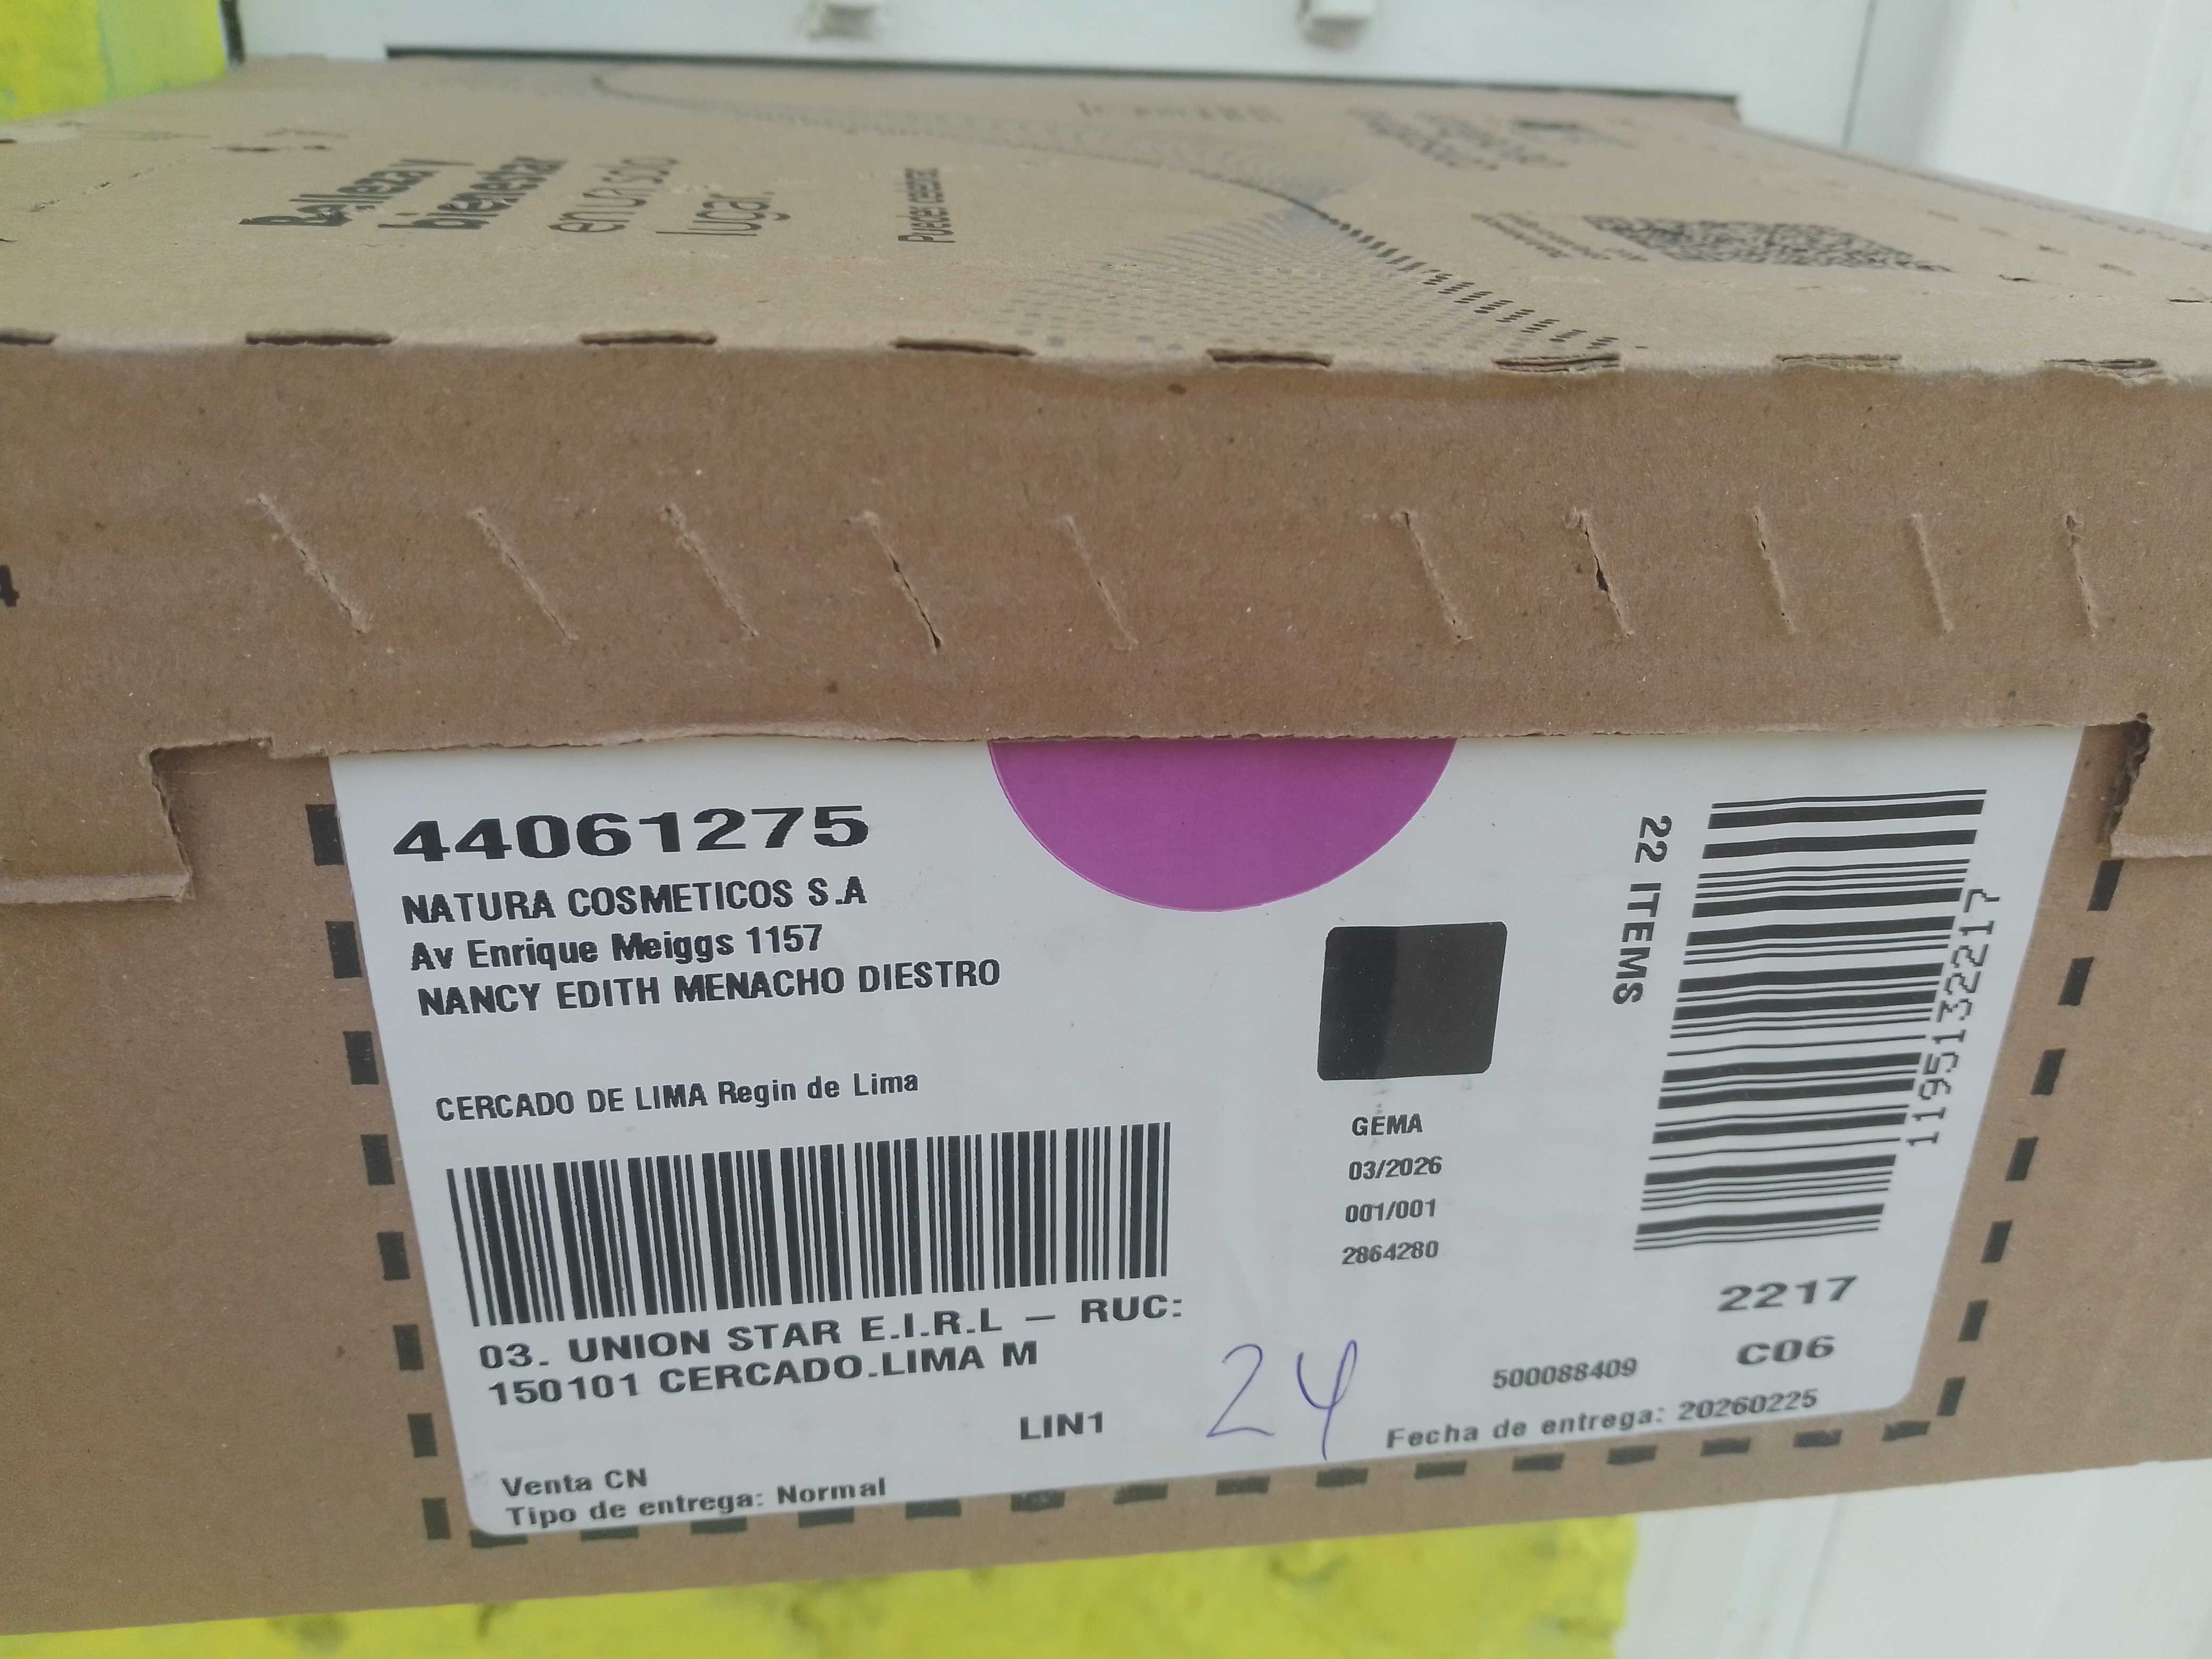 Belleza y
bienestar
en un solo
lugar.
Puedes celebrar
44061275
NATURA COSMETICOS S.A
Av Enrique Meiggs 1157
NANCY EDITH MENACHO DIESTRO
CERCADO DE LIMA Regin de Lima
03. UNION STAR E.I.R.L – RUC:
150101 CERCADO.LIMA M
LIN1
24
Venta CN
Tipo de entrega: Normal
GEMA
03/2026
001/001
2864280
22 ITEMS
1195132217
2217
C06
500088409
Fecha de entrega: 20260225